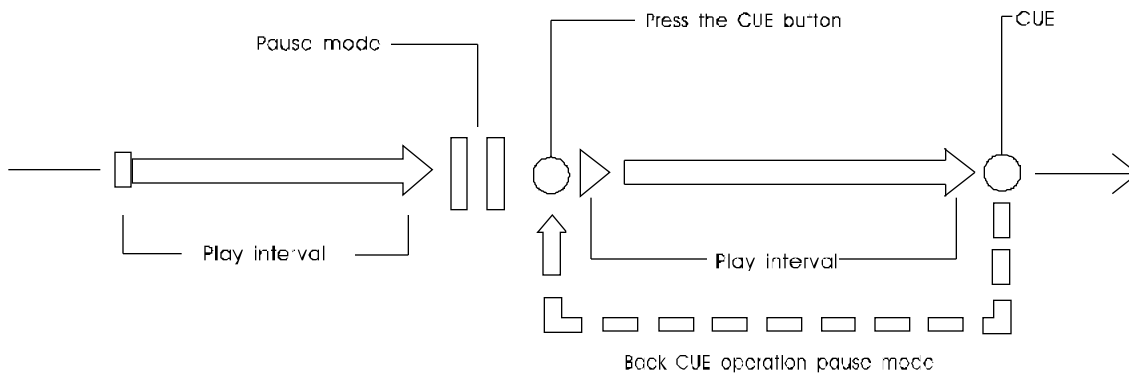 Press the CUE button
CUE
Pause mode
Play interval
Play interval
Back CUE operation pause mode